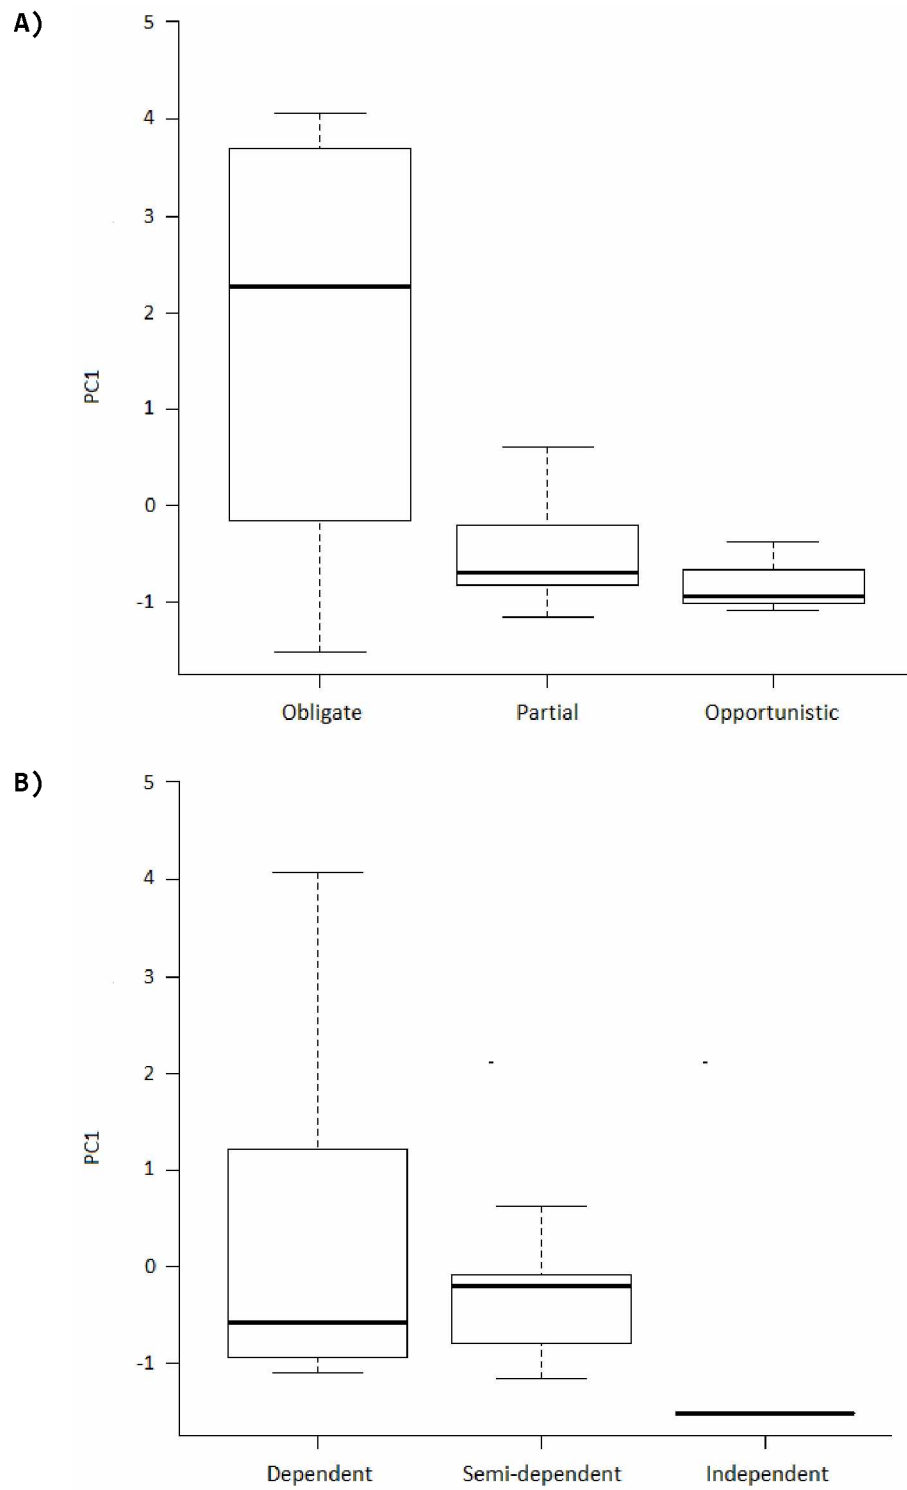 A)
5
4
3
2
1
0
-1
PC1
Obligate Partial Opportunistic
B)
5
4
3
2
1
0
-1
PC1
Dependent Semi-dependent Independent